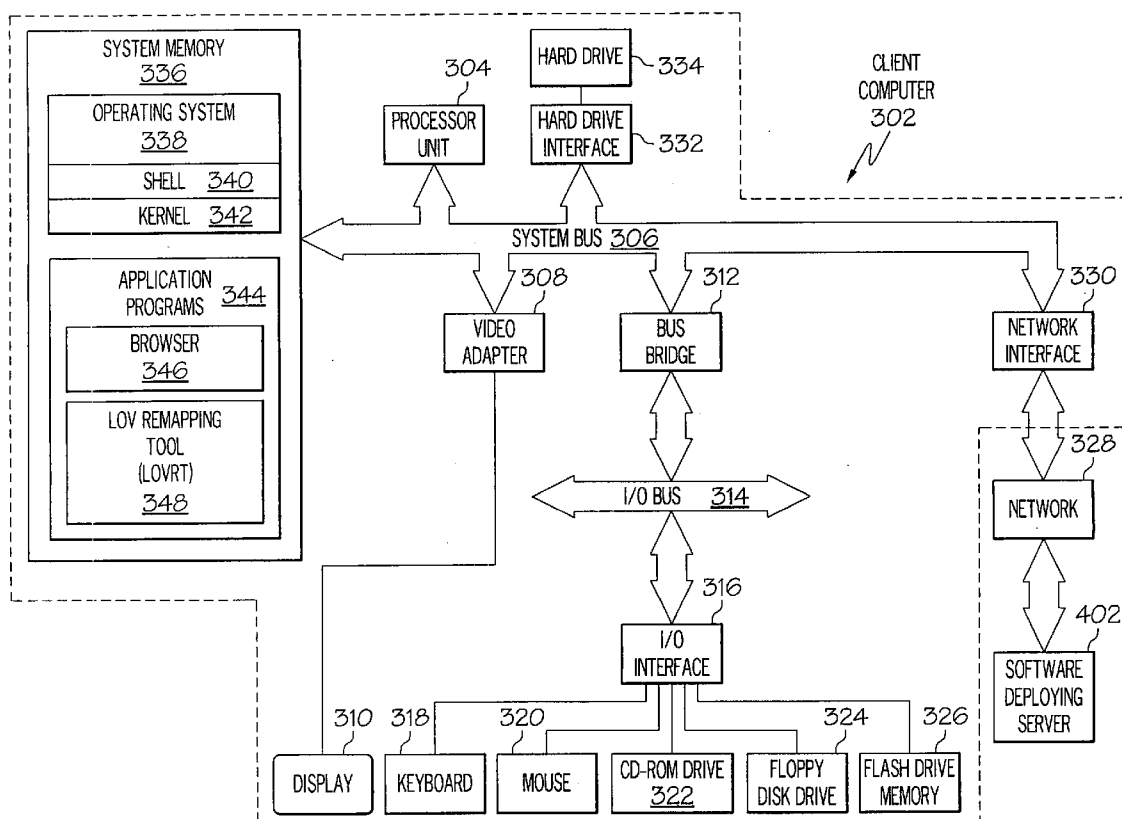 SYSTEM MEMORY
336
OPERATING SYSTEM
338
SHELL 340
KERNEL 342
APPLICATION
PROGRAMS 344
BROWSER
346
LOV REMAPPING
TOOL
(LOVRT)
348
304
PROCESSOR
UNIT
HARD DRIVE
334
HARD DRIVE
INTERFACE
332
CLIENT
COMPUTER
302
SYSTEM BUS 306
308
VIDEO
ADAPTER
312
BUS
BRIDGE
330
NETWORK
INTERFACE
I/O BUS 314
328
NETWORK
316
I/O
INTERFACE
402
SOFTWARE
DEPLOYING
SERVER
310
DISPLAY
318
KEYBOARD
320
MOUSE
CD-ROM DRIVE
322
324
FLOPPY
DISK DRIVE
326
FLASH DRIVE
MEMORY